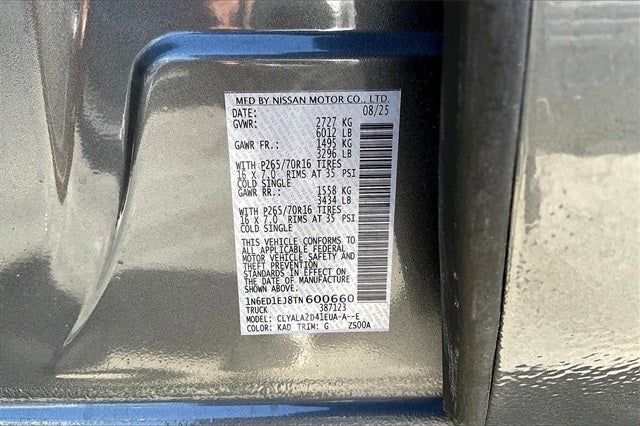 MFD BY NISSAN MOTOR CO., LTD.
DATE: 08/25
GVWR: 2727 KG
6012 LB
GAWR FR.: 1495 KG
3296 LB
WITH P265/70R16 TIRES
16 x 7.0 RIMS AT 35 PSI
COLD SINGLE
GAWR RR.: 1558 KG
3434 LB
WITH P265/70R16 TIRES
16 x 7.0 RIMS AT 35 PSI
COLD SINGLE
THIS VEHICLE CONFORMS TO
ALL APPLICABLE FEDERAL
MOTOR VEHICLE SAFETY AND
THEFT PREVENTION
STANDARDS IN EFFECT ON
THE DATE OF MANUFACTURE
SHOWN ABOVE.
1N6ED1EJ8TN600660
TRUCK 387123
MODEL: CLYALA2D41EUA-A--E
COLOR: KAD TRIM: G ZS00A